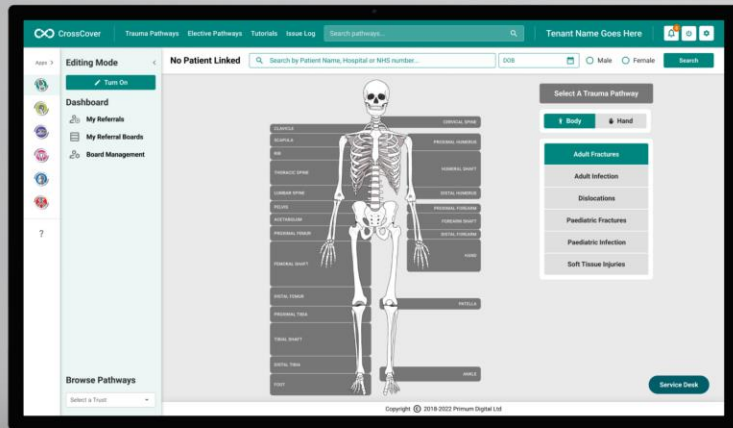 CrossCover
Trauma Pathways
Elective Pathways
Tutorials
Issue Log
Search pathways...
Tenant Name Goes Here
Apps >
Editing Mode
<
No Patient Linked
Search by Patient Name, Hospital or NHS number...
DOB
Male
Female
Search
Turn On
Dashboard
My Referrals
My Referral Boards
Board Management
?
Browse Pathways
Select a Trust
CLAVICLE
SCAPULA
RIB
THORACIC SPINE
LUMBAR SPINE
PELVIS
ACETABULUM
PROXIMAL FEMUR
FEMORAL SHAFT
DISTAL FEMUR
PROXIMAL TIBIA
TIBIAL SHAFT
DISTAL TIBIA
FOOT
CERVICAL SPINE
PROXIMAL HUMERUS
HUMERAL SHAFT
DISTAL HUMERUS
PROXIMAL FOREARM
FOREARM SHAFT
DISTAL FOREARM
HAND
PATELLA
ANKLE
Select A Trauma Pathway
Body
Hand
Adult Fractures
Adult Infection
Dislocations
Paediatric Fractures
Paediatric Infection
Soft Tissue Injuries
Service Desk
Copyright © 2018-2022 Primum Digital Ltd